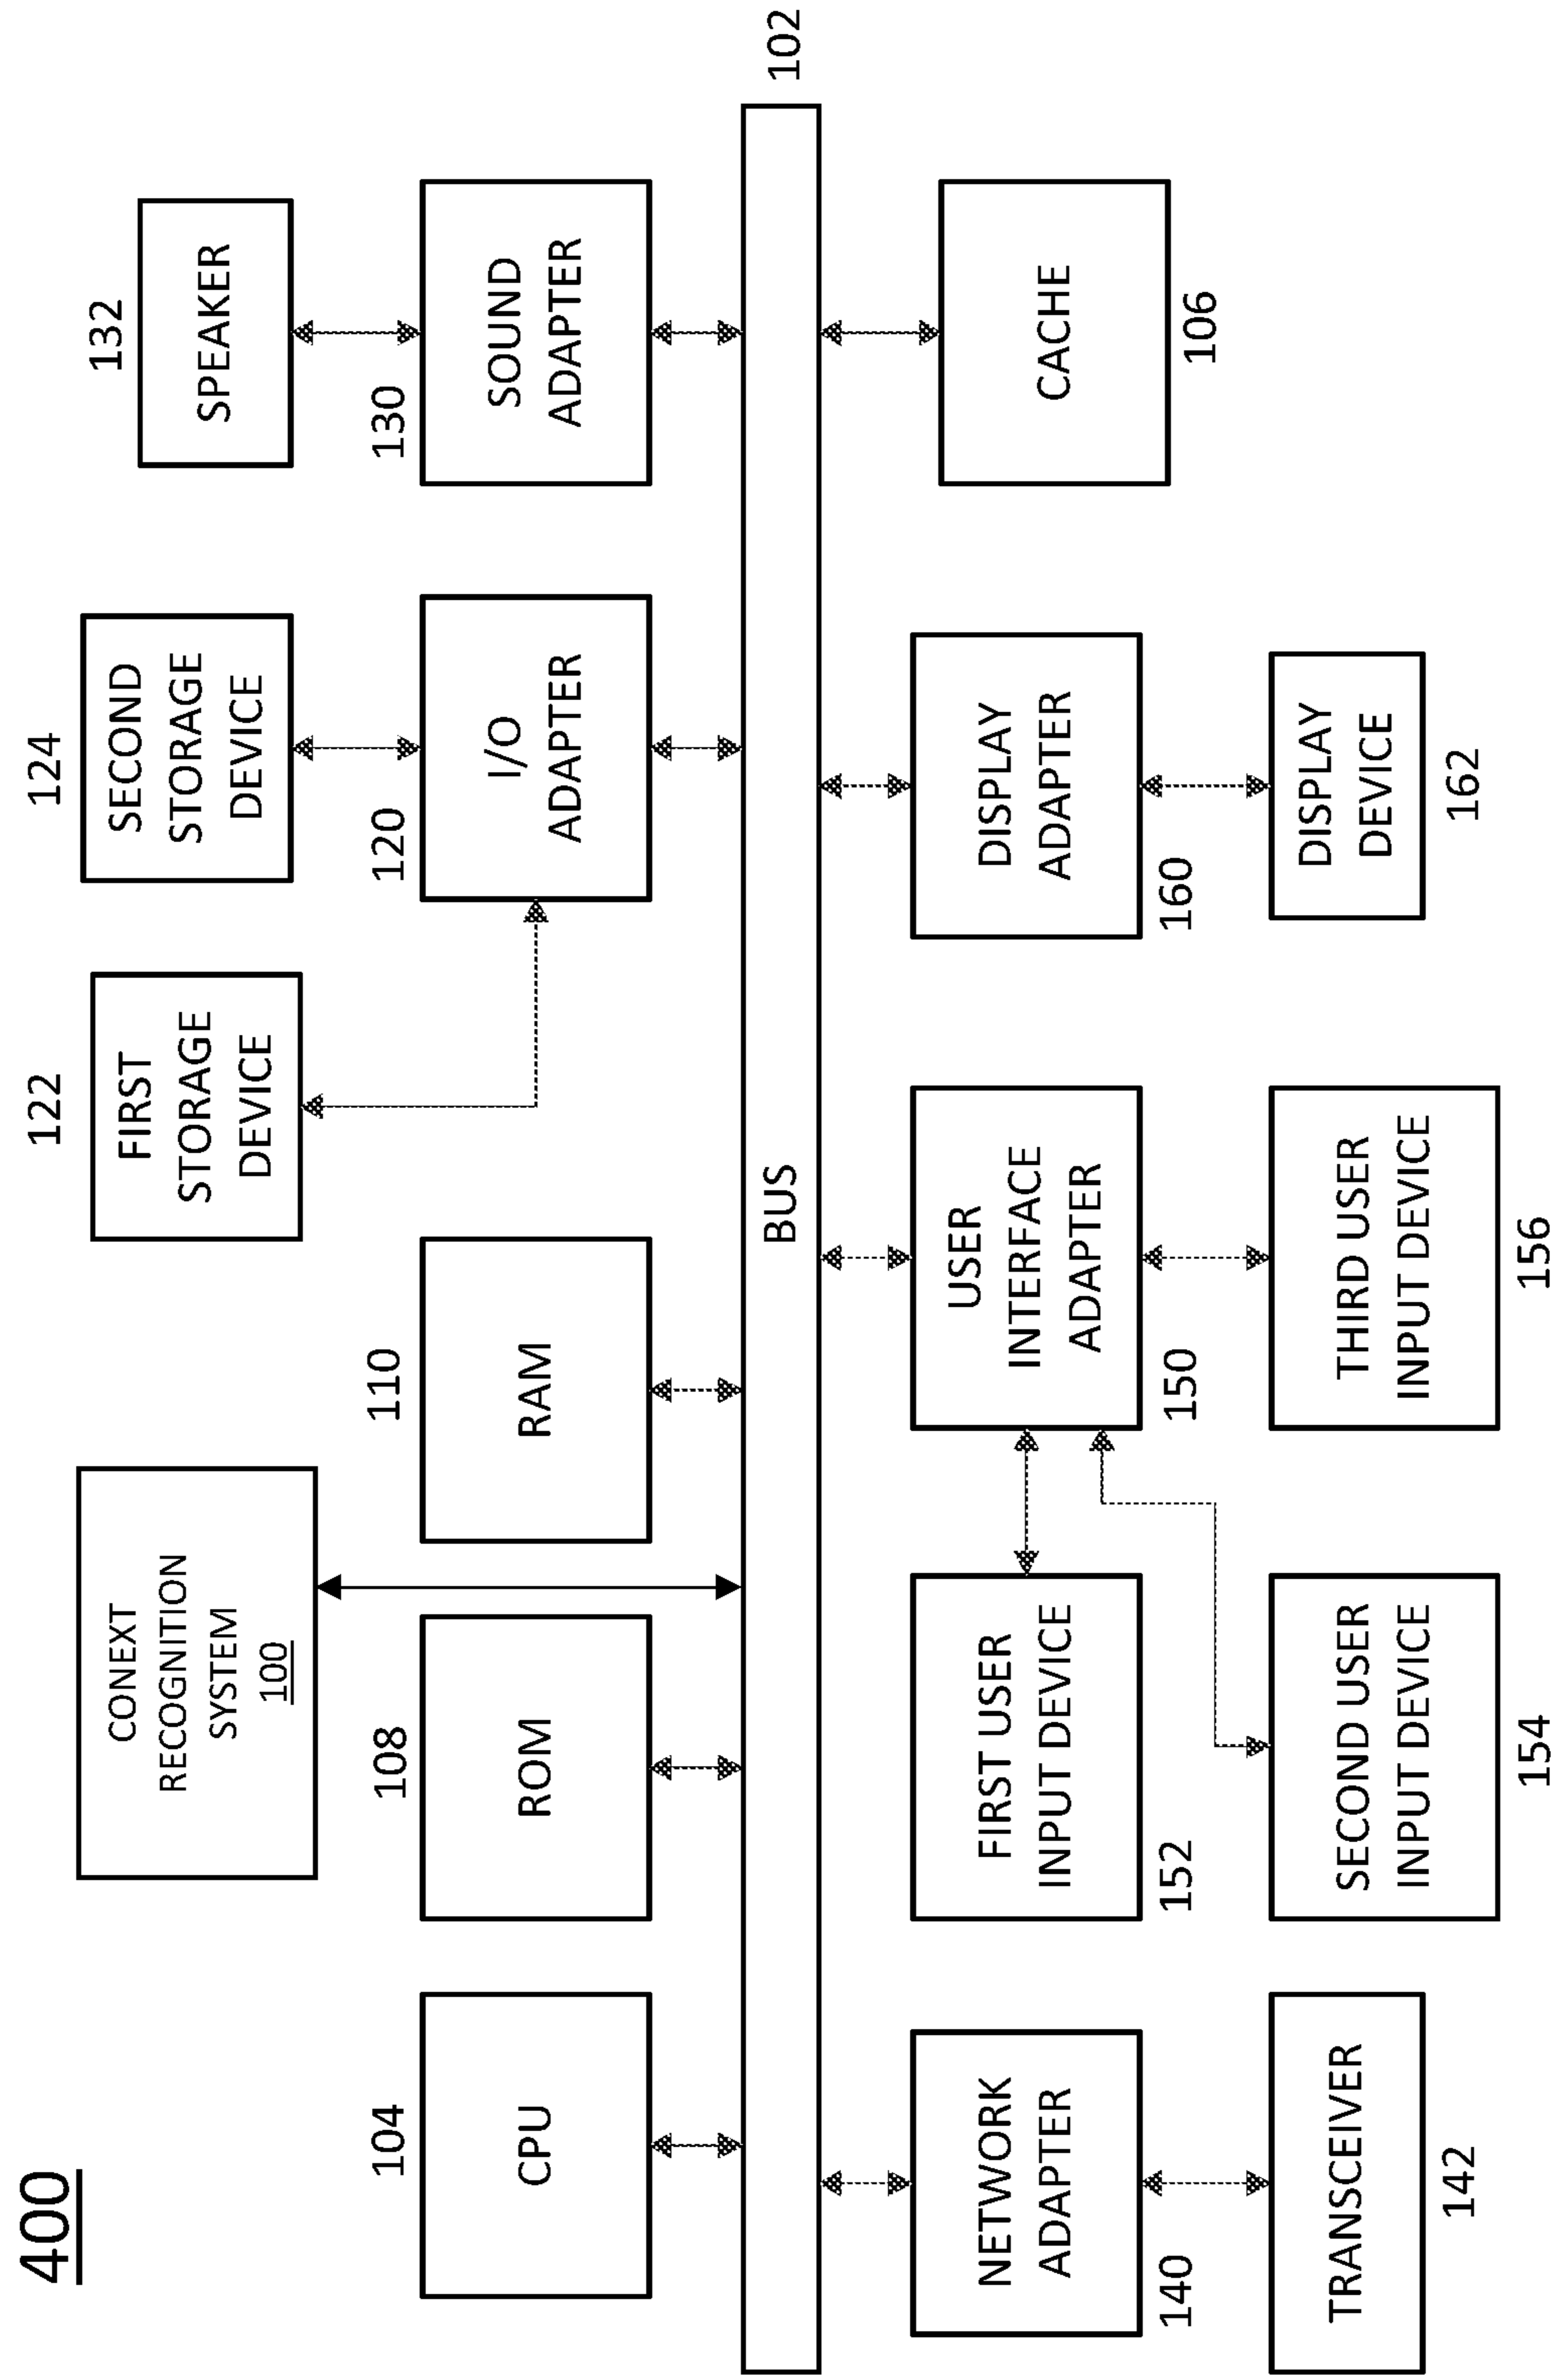 400
CONEXT
RECOGNITION
SYSTEM
100
122
FIRST
STORAGE
DEVICE
124
SECOND
STORAGE
DEVICE
132
SPEAKER
104
CPU
108
ROM
110
RAM
120
I/O
ADAPTER
130
SOUND
ADAPTER
BUS
102
NETWORK
ADAPTER
140
FIRST USER
INPUT DEVICE
152
USER
INTERFACE
ADAPTER
150
DISPLAY
ADAPTER
160
CACHE
106
TRANSCEIVER
142
SECOND USER
INPUT DEVICE
154
THIRD USER
INPUT DEVICE
156
DISPLAY
DEVICE
162